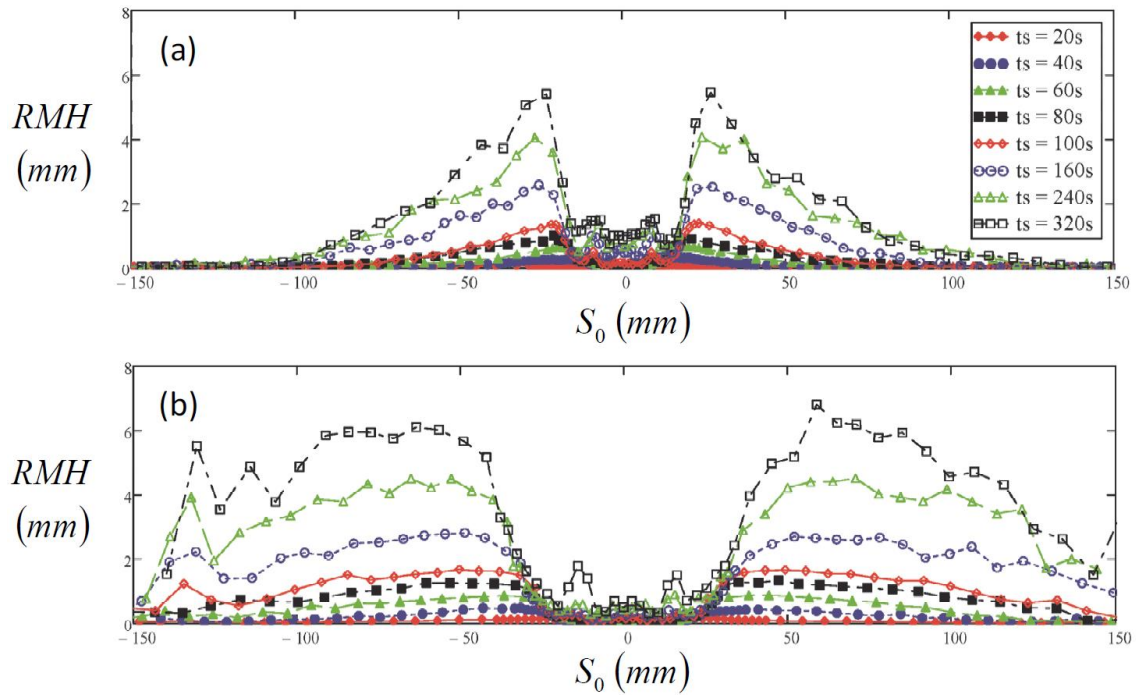 (a)
8
6
4
2
0
RMH
(mm)
−150
−100
−50
0
50
100
150
S0 (mm)
ts = 20s
ts = 40s
ts = 60s
ts = 80s
ts = 100s
ts = 160s
ts = 240s
ts = 320s
(b)
8
6
4
2
0
RMH
(mm)
−150
−100
−50
0
50
100
150
S0 (mm)